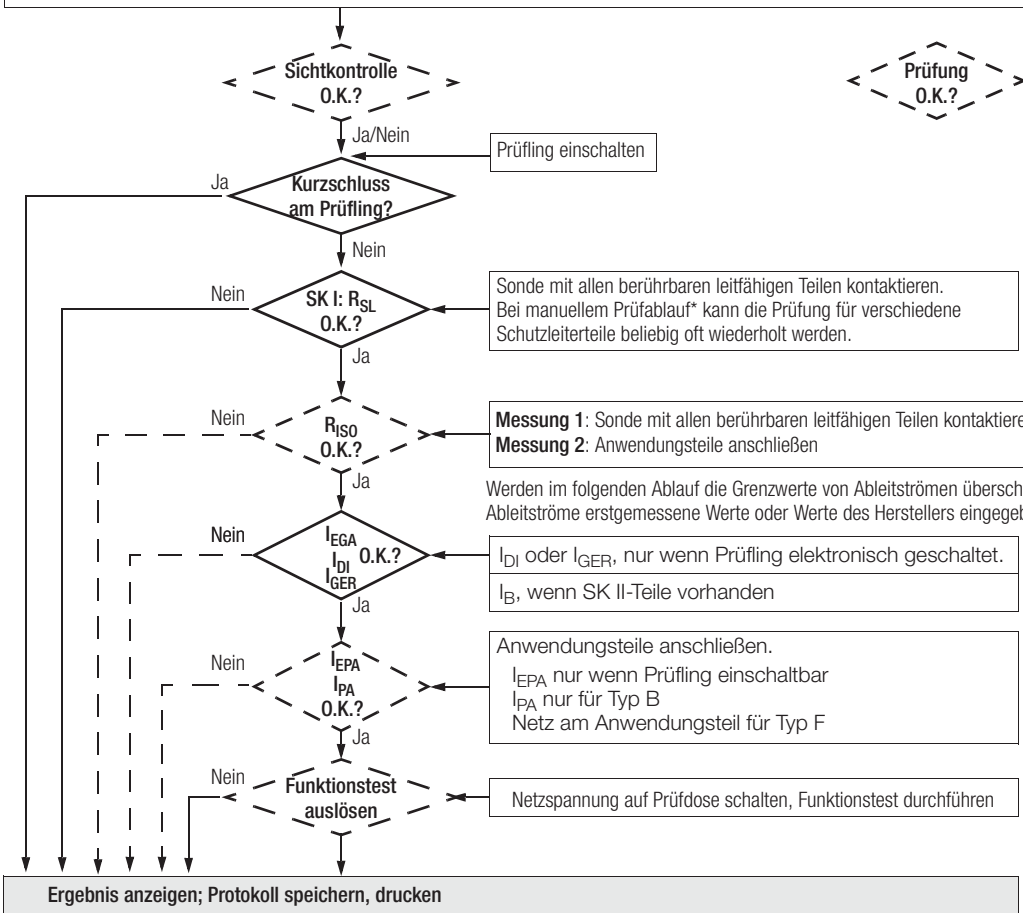 Sichtkontrolle
O.K.?
Prüfung
O.K.?
Ja/Nein
Prüfling einschalten
Ja
Kurzschluss
am Prüfling?
Nein
Nein
SK I: RSL
O.K.?
Sonde mit allen berührbaren leitfähigen Teilen kontaktieren.
Bei manuellem Prüfablauf* kann die Prüfung für verschiedene
Schutzleiterteile beliebig oft wiederholt werden.
Ja
Nein
RISO
O.K.?
Messung 1: Sonde mit allen berührbaren leitfähigen Teilen kontaktiere
Messung 2: Anwendungsteile anschließen
Ja
Werden im folgenden Ablauf die Grenzwerte von Ableitströmen übersch
Ableitströme erstgemessene Werte oder Werte des Herstellers eingegeb
Nein
IEGA
IDI O.K.?
IGER
IDI oder IGER, nur wenn Prüfling elektronisch geschaltet.
IB, wenn SK II-Teile vorhanden
Ja
Nein
IEPA
IPA
O.K.?
Anwendungsteile anschließen.
IEPA nur wenn Prüfling einschaltbar
IPA nur für Typ B
Netz am Anwendungsteil für Typ F
Ja
Nein
Funktionstest
auslösen
Netzspannung auf Prüfdose schalten, Funktionstest durchführen
Ergebnis anzeigen; Protokoll speichern, drucken